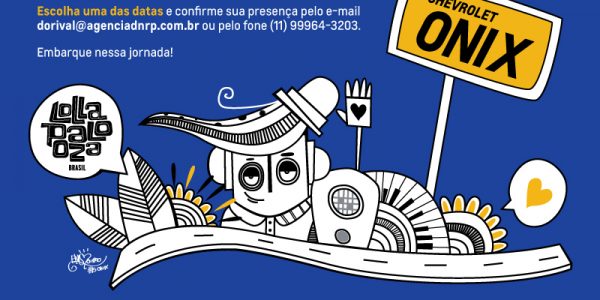 Escolha uma das datas e confirme sua presença pelo e-mail
dorival@agenciadnrp.com.br ou pelo fone (11) 99964-3203.
Embarque nessa jornada!
CHEVROLET
ONIX
Lolla
Palo
oza
BRASIL